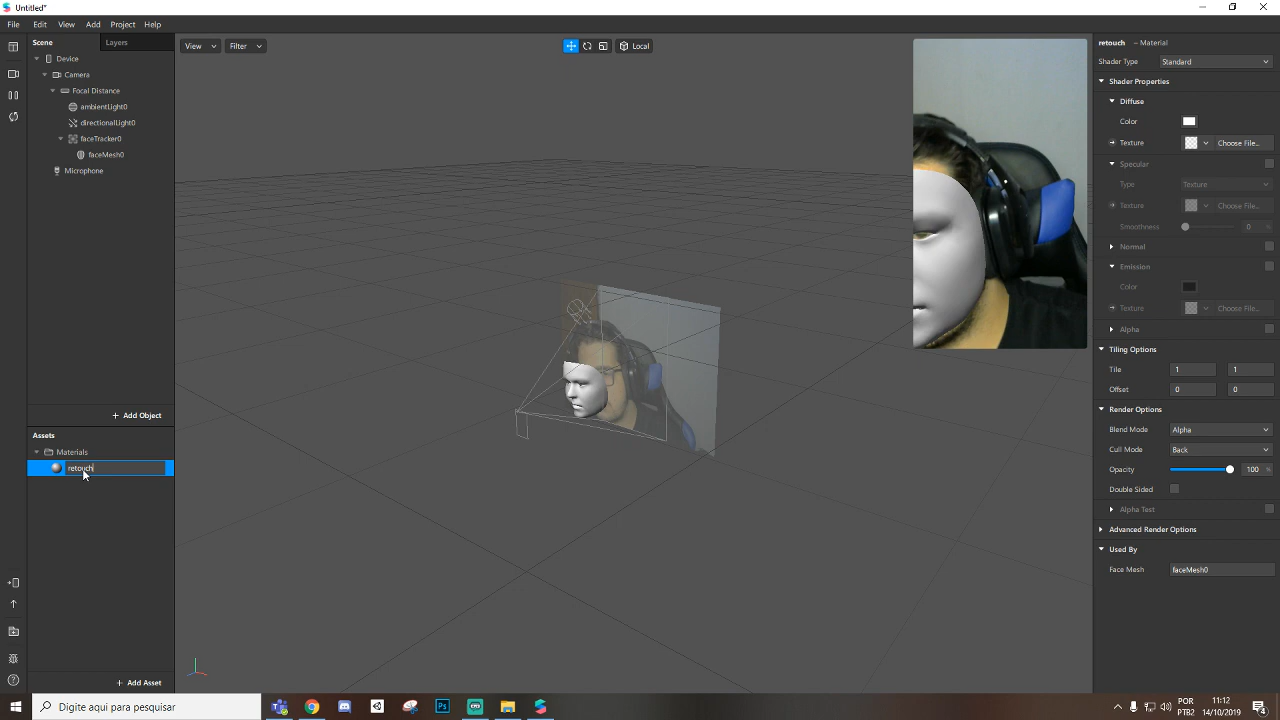 Untitled*
File Edit View Add Project Help
Scene Layers
Device
Camera
Focal Distance
ambientLight0
directionalLight0
faceTracker0
faceMesh0
Microphone
+ Add Object
Assets
Materials
retouch
+ Add Asset
View Filter Local
retouch – Material
Shader Type Standard
Shader Properties
Diffuse
Color
Texture Choose File...
Specular
Type Texture
Texture Choose File...
Smoothness 0 %
Normal
Emission
Color
Texture Choose File...
Alpha
Tiling Options
Tile 1 1
Offset 0 0
Render Options
Blend Mode Alpha
Cull Mode Back
Opacity 100 %
Double Sided
Alpha Test
Advanced Render Options
Used By
Face Mesh faceMesh0
Digite aqui para pesquisar
Ps
POR
PTB2
11:12
14/10/2019